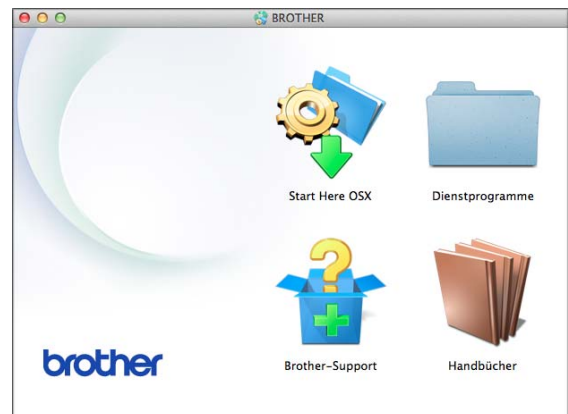 BROTHER
Start Here OSX
Dienstprogramme
Brother-Support
Handbücher
brother